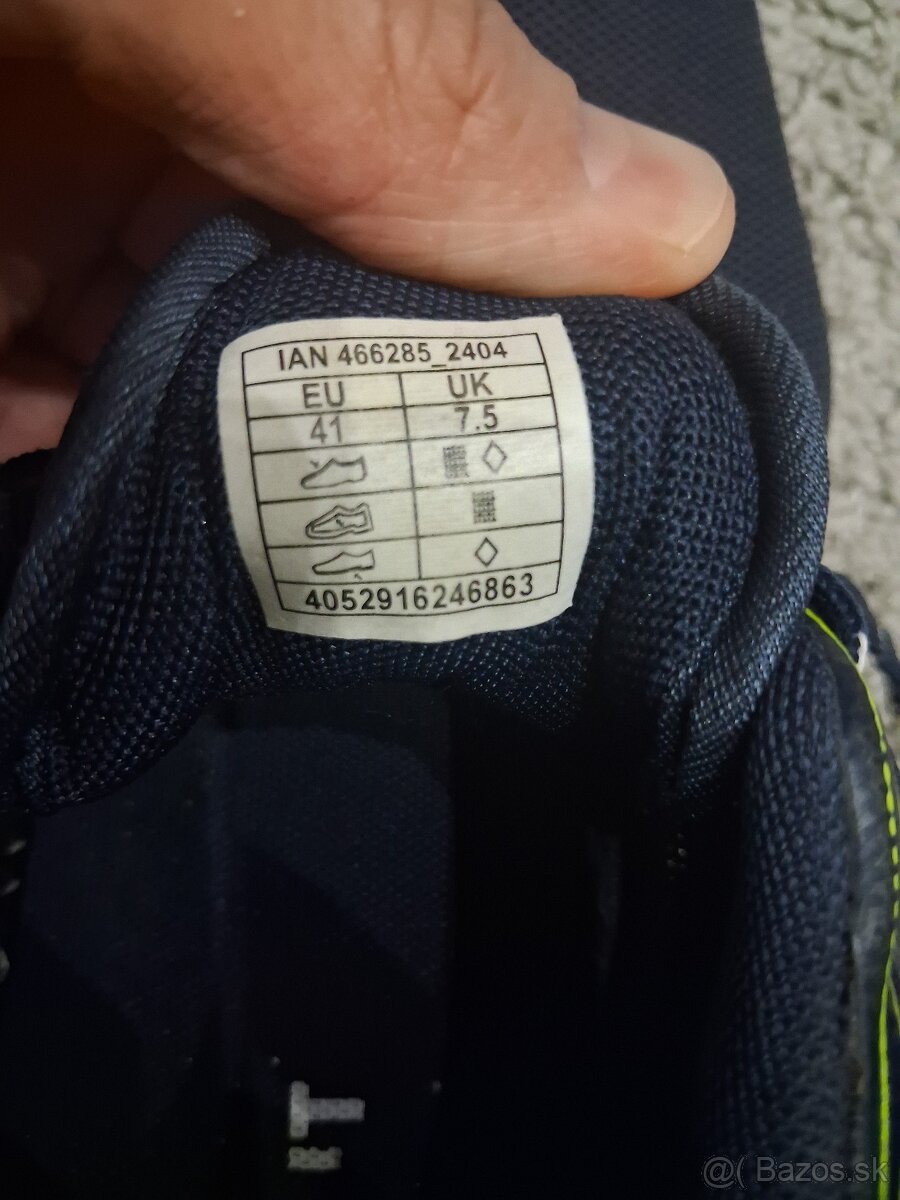 IAN 466285_2404
EU UK
41 7.5
4052916246863
@( Bazos.sk